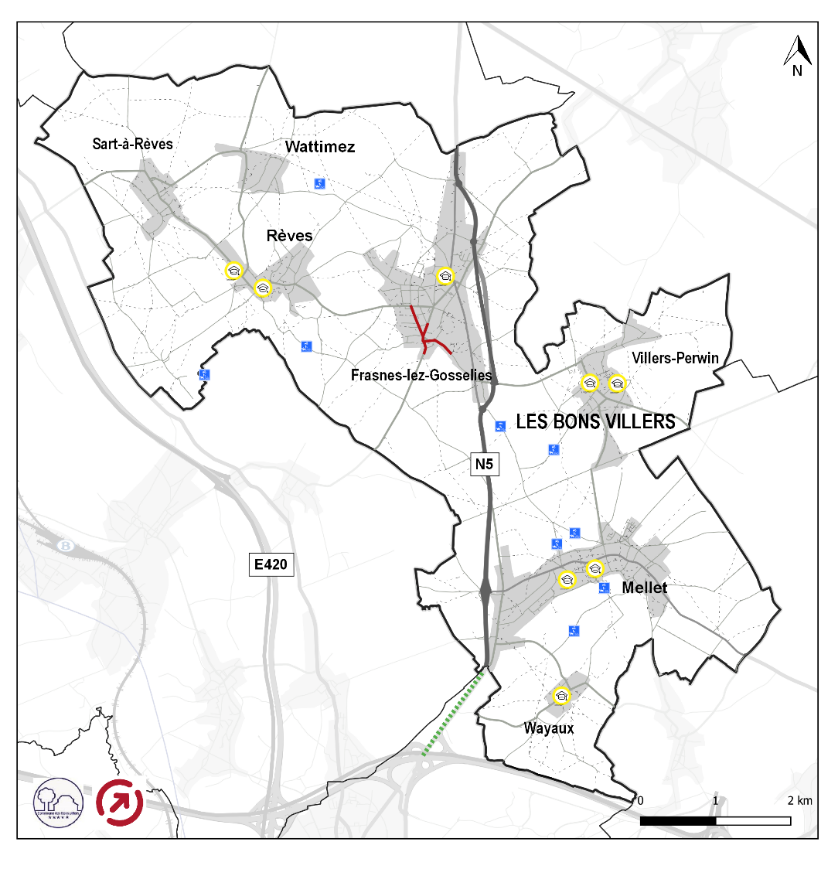 N
Sart-à-Rèves
Wattimez
Rèves
Villers-Perwin
Frasnes-lez-Gosselies
LES BONS VILLERS
N5
8
E420
Mellet
Wayaux
0 1 2 km